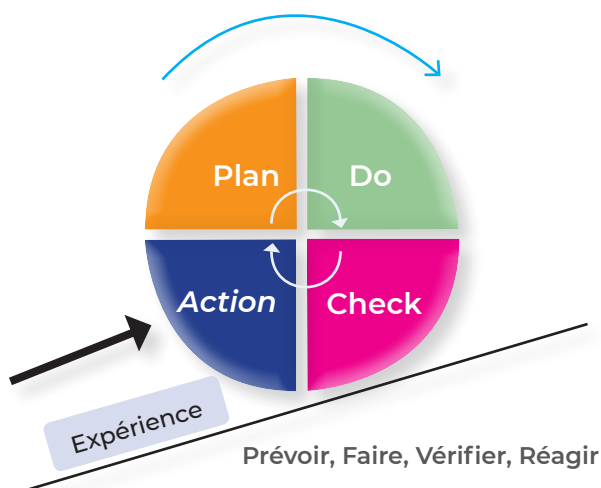 Plan
Do
Action
Check
Expérience
Prévoir, Faire, Vérifier, Réagir